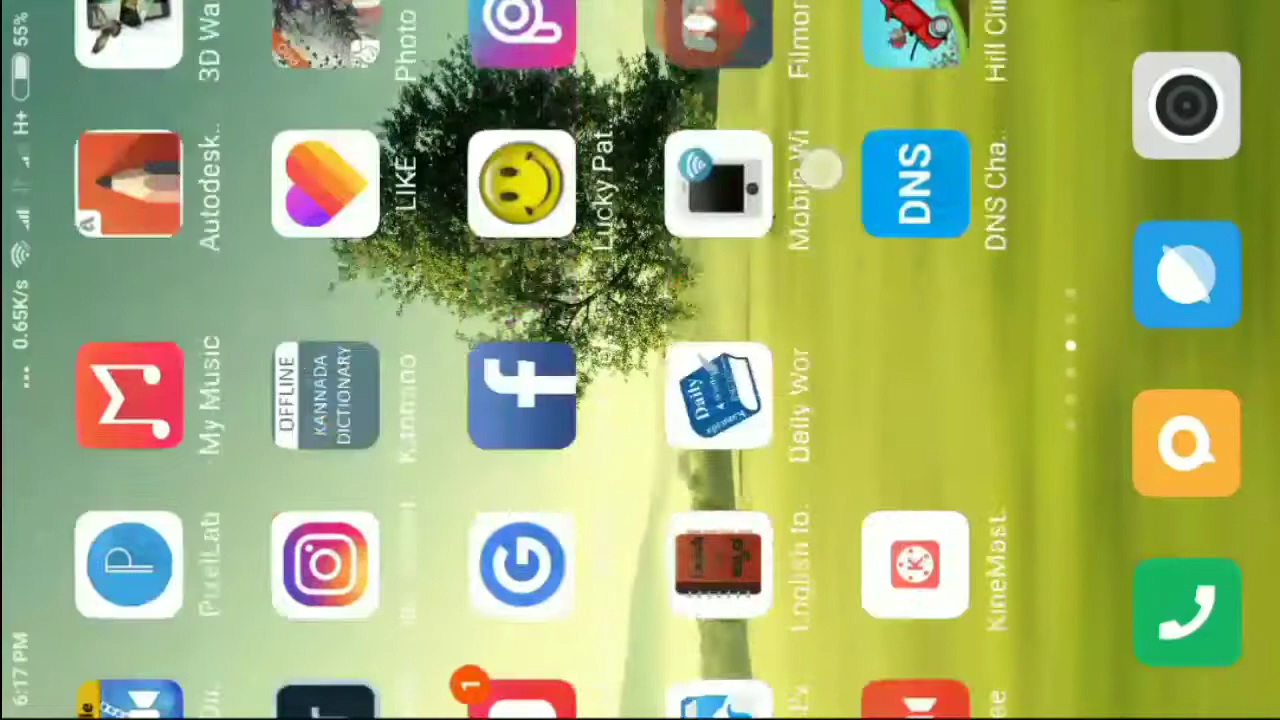 6:17 PM ... 0.65K/s H+ 55%
PixelLab My Music Autodesk.. 3D Wa
OFFLINE
KANNADA
DICTIONARY
LIKE Photo
1
Lucky Pat.
Daily
English to. Daily Wor Mobile Wi Filmor
DNS
KineMast. DNS Cha. Hill Cli